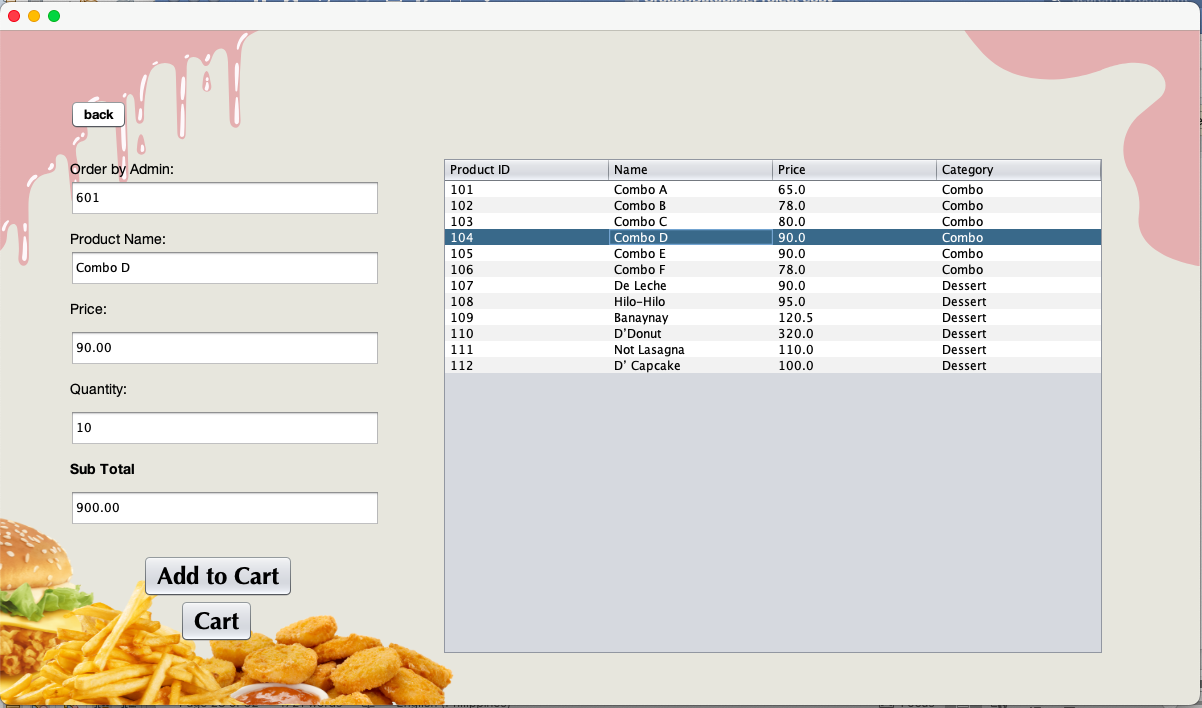 back
Order by Admin:
601
Product Name:
Combo D
Price:
90.00
Quantity:
10
Sub Total
900.00
Add to Cart
Cart
Product ID Name Price Category
101 Combo A 65.0 Combo
102 Combo B 78.0 Combo
103 Combo C 80.0 Combo
104 Combo D 90.0 Combo
105 Combo E 90.0 Combo
106 Combo F 78.0 Combo
107 De Leche 90.0 Dessert
108 Hilo-Hilo 95.0 Dessert
109 Banaynay 120.5 Dessert
110 D'Donut 320.0 Dessert
111 Not Lasagna 110.0 Dessert
112 D' Capcake 100.0 Dessert